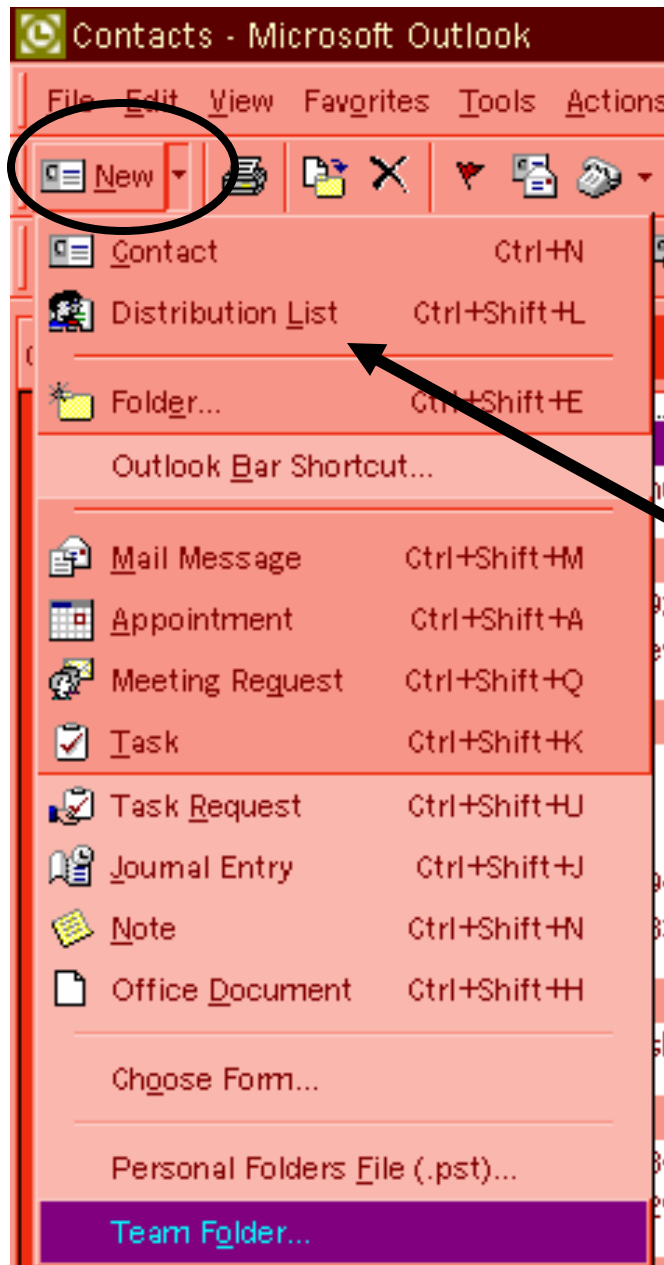 Contacts - Microsoft Outlook
File Edit View Favorites Tools Actions
New
Contact Ctrl+N
Distribution List Ctrl+Shift+L
Folder... Ctrl+Shift+E
Outlook Bar Shortcut...
Mail Message Ctrl+Shift+M
Appointment Ctrl+Shift+A
Meeting Request Ctrl+Shift+Q
Task Ctrl+Shift+K
Task Request Ctrl+Shift+U
Journal Entry Ctrl+Shift+J
Note Ctrl+Shift+N
Office Document Ctrl+Shift+H
Choose Form...
Personal Folders File (.pst)...
Team Folder...